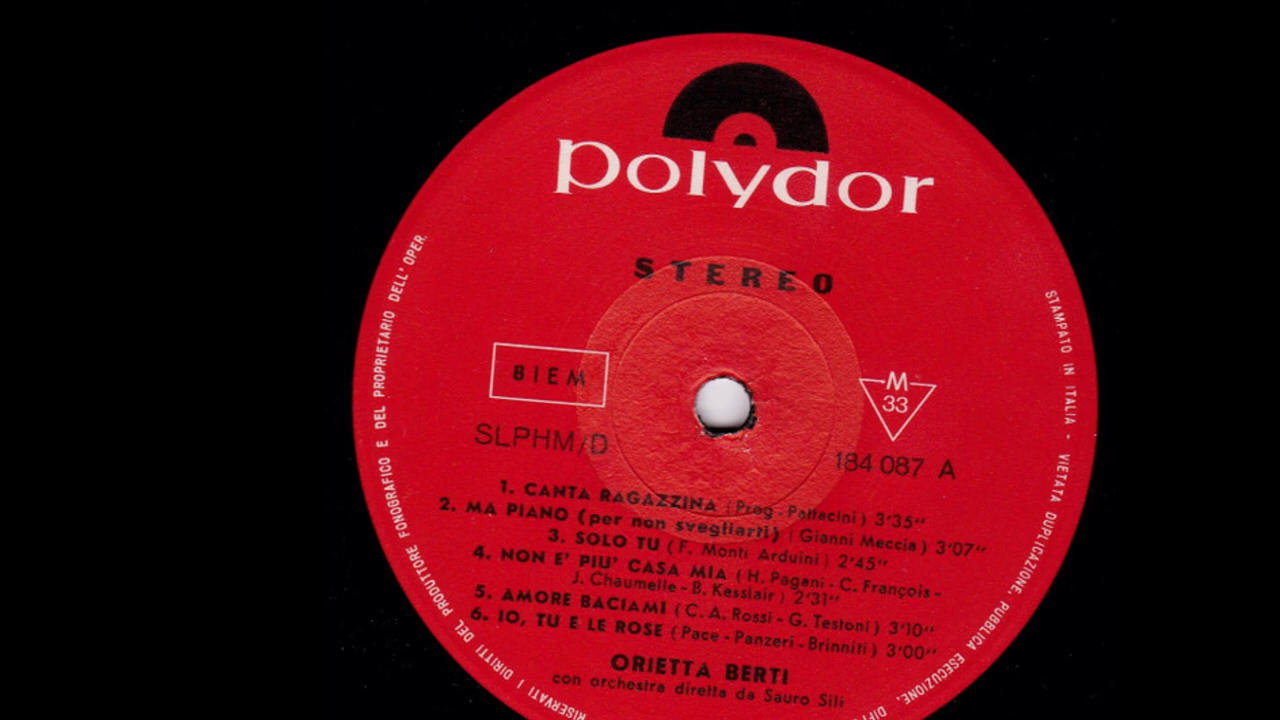 polydor
STEREO
BIEM
M
33
SLPHM/D
184 087 A
1. CANTA RAGAZZINA (Prog - Pattacini) 3'35"
2. MA PIANO (per non svegliarti) (Gianni Meccia) 3'07"
3. SOLO TU (F. Monti Arduini) 2'45"
4. NON E' PIU' CASA MIA (H. Pagani - C. François -
J. Chaumelle - B. Kesslair) 2'31"
5. AMORE BACIAMI (C. A. Rossi - G. Testoni) 3'10"
6. IO, TU E LE ROSE (Pace - Panzeri - Brinniti) 3'00"
ORIETTA BERTI
con orchestra diretta da Sauro Sili
RISERVATI I DIRITTI DEL PRODUTTORE FONOGRAFICO E DEL PROPRIETARIO DELL'OPER.
STAMPATO IN ITALIA - VIETATA DUPLICAZIONE, PUBBLICA ESECUZIONE,